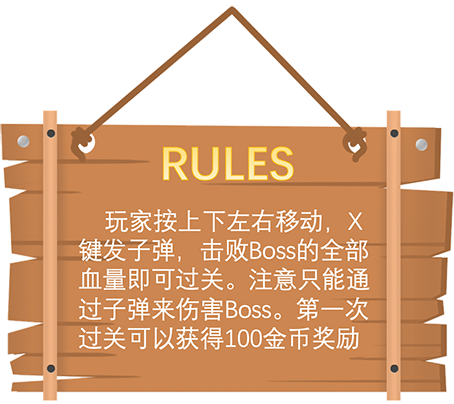 RULES
玩家按上下左右移动，X
键发子弹，击败Boss的全部
血量即可过关。注意只能通
过子弹来伤害Boss。第一次
过关可以获得100金币奖励